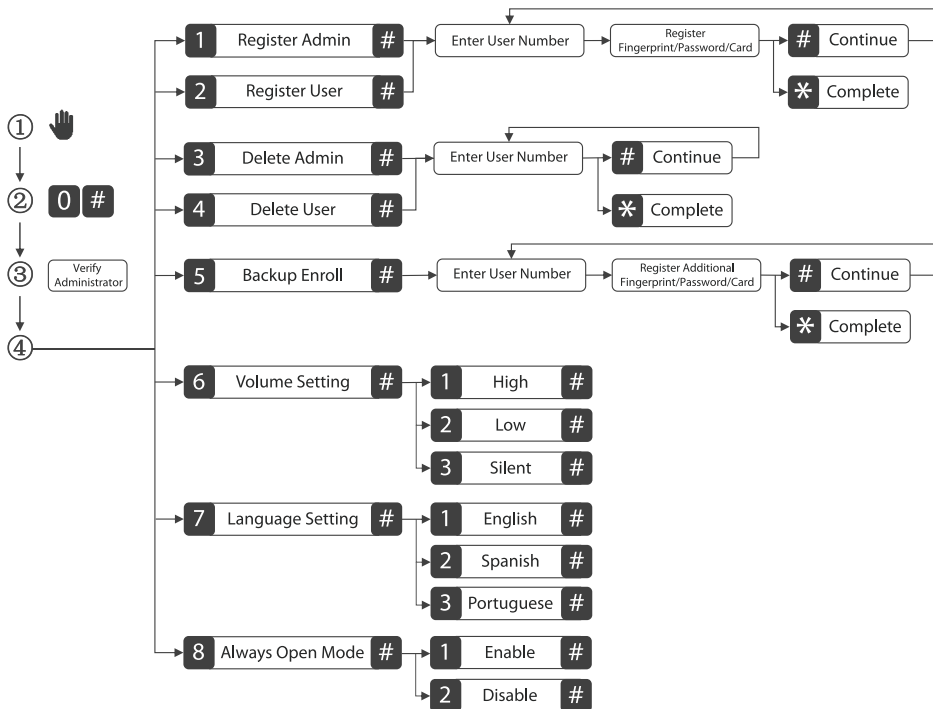 1 Register Admin # Enter User Number Register # Continue
Fingerprint/Password/Card
2 Register User # * Complete
①
3 Delete Admin # Enter User Number # Continue
② 0 #
4 Delete User # * Complete
③ Verify
Administrator
5 Backup Enroll # Enter User Number Register Additional # Continue
Fingerprint/Password/Card
* Complete
④
6 Volume Setting # 1 High #
2 Low #
3 Silent #
7 Language Setting # 1 English #
2 Spanish #
3 Portuguese #
8 Always Open Mode # 1 Enable #
2 Disable #